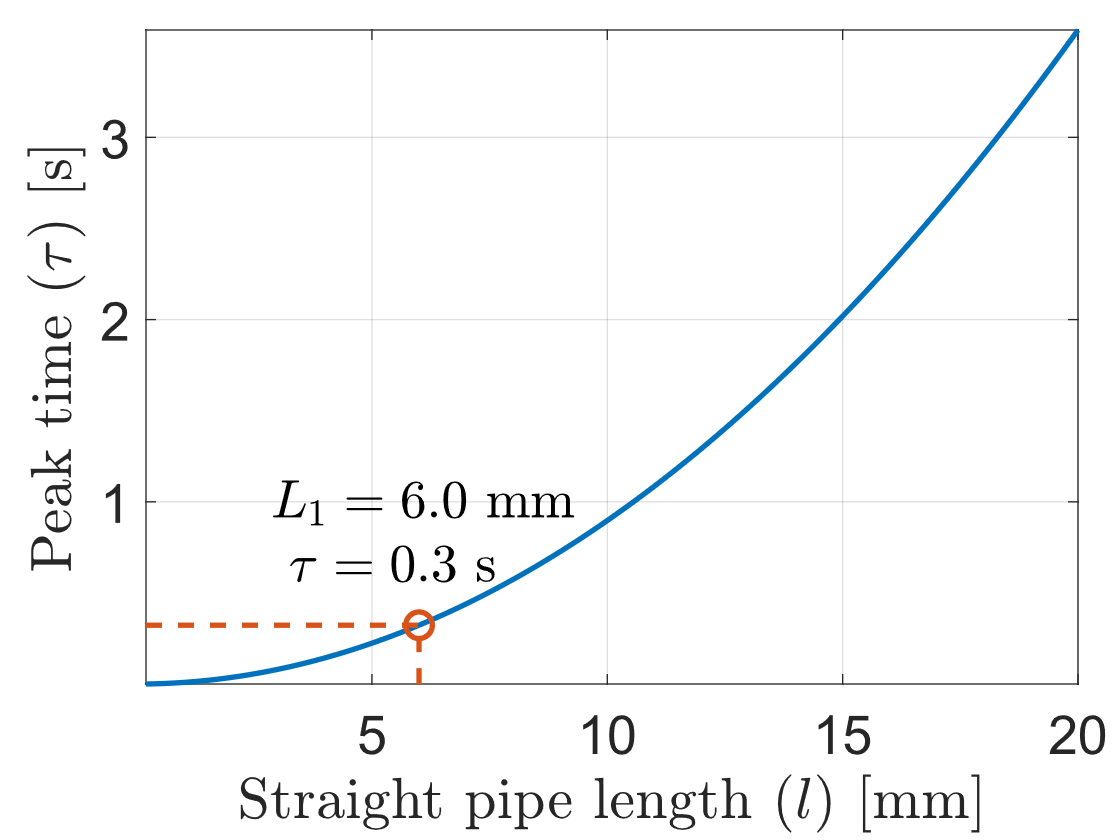 Peak time (τ) [s]
3
2
1
L₁ = 6.0 mm
τ = 0.3 s
5 10 15 20
Straight pipe length (l) [mm]